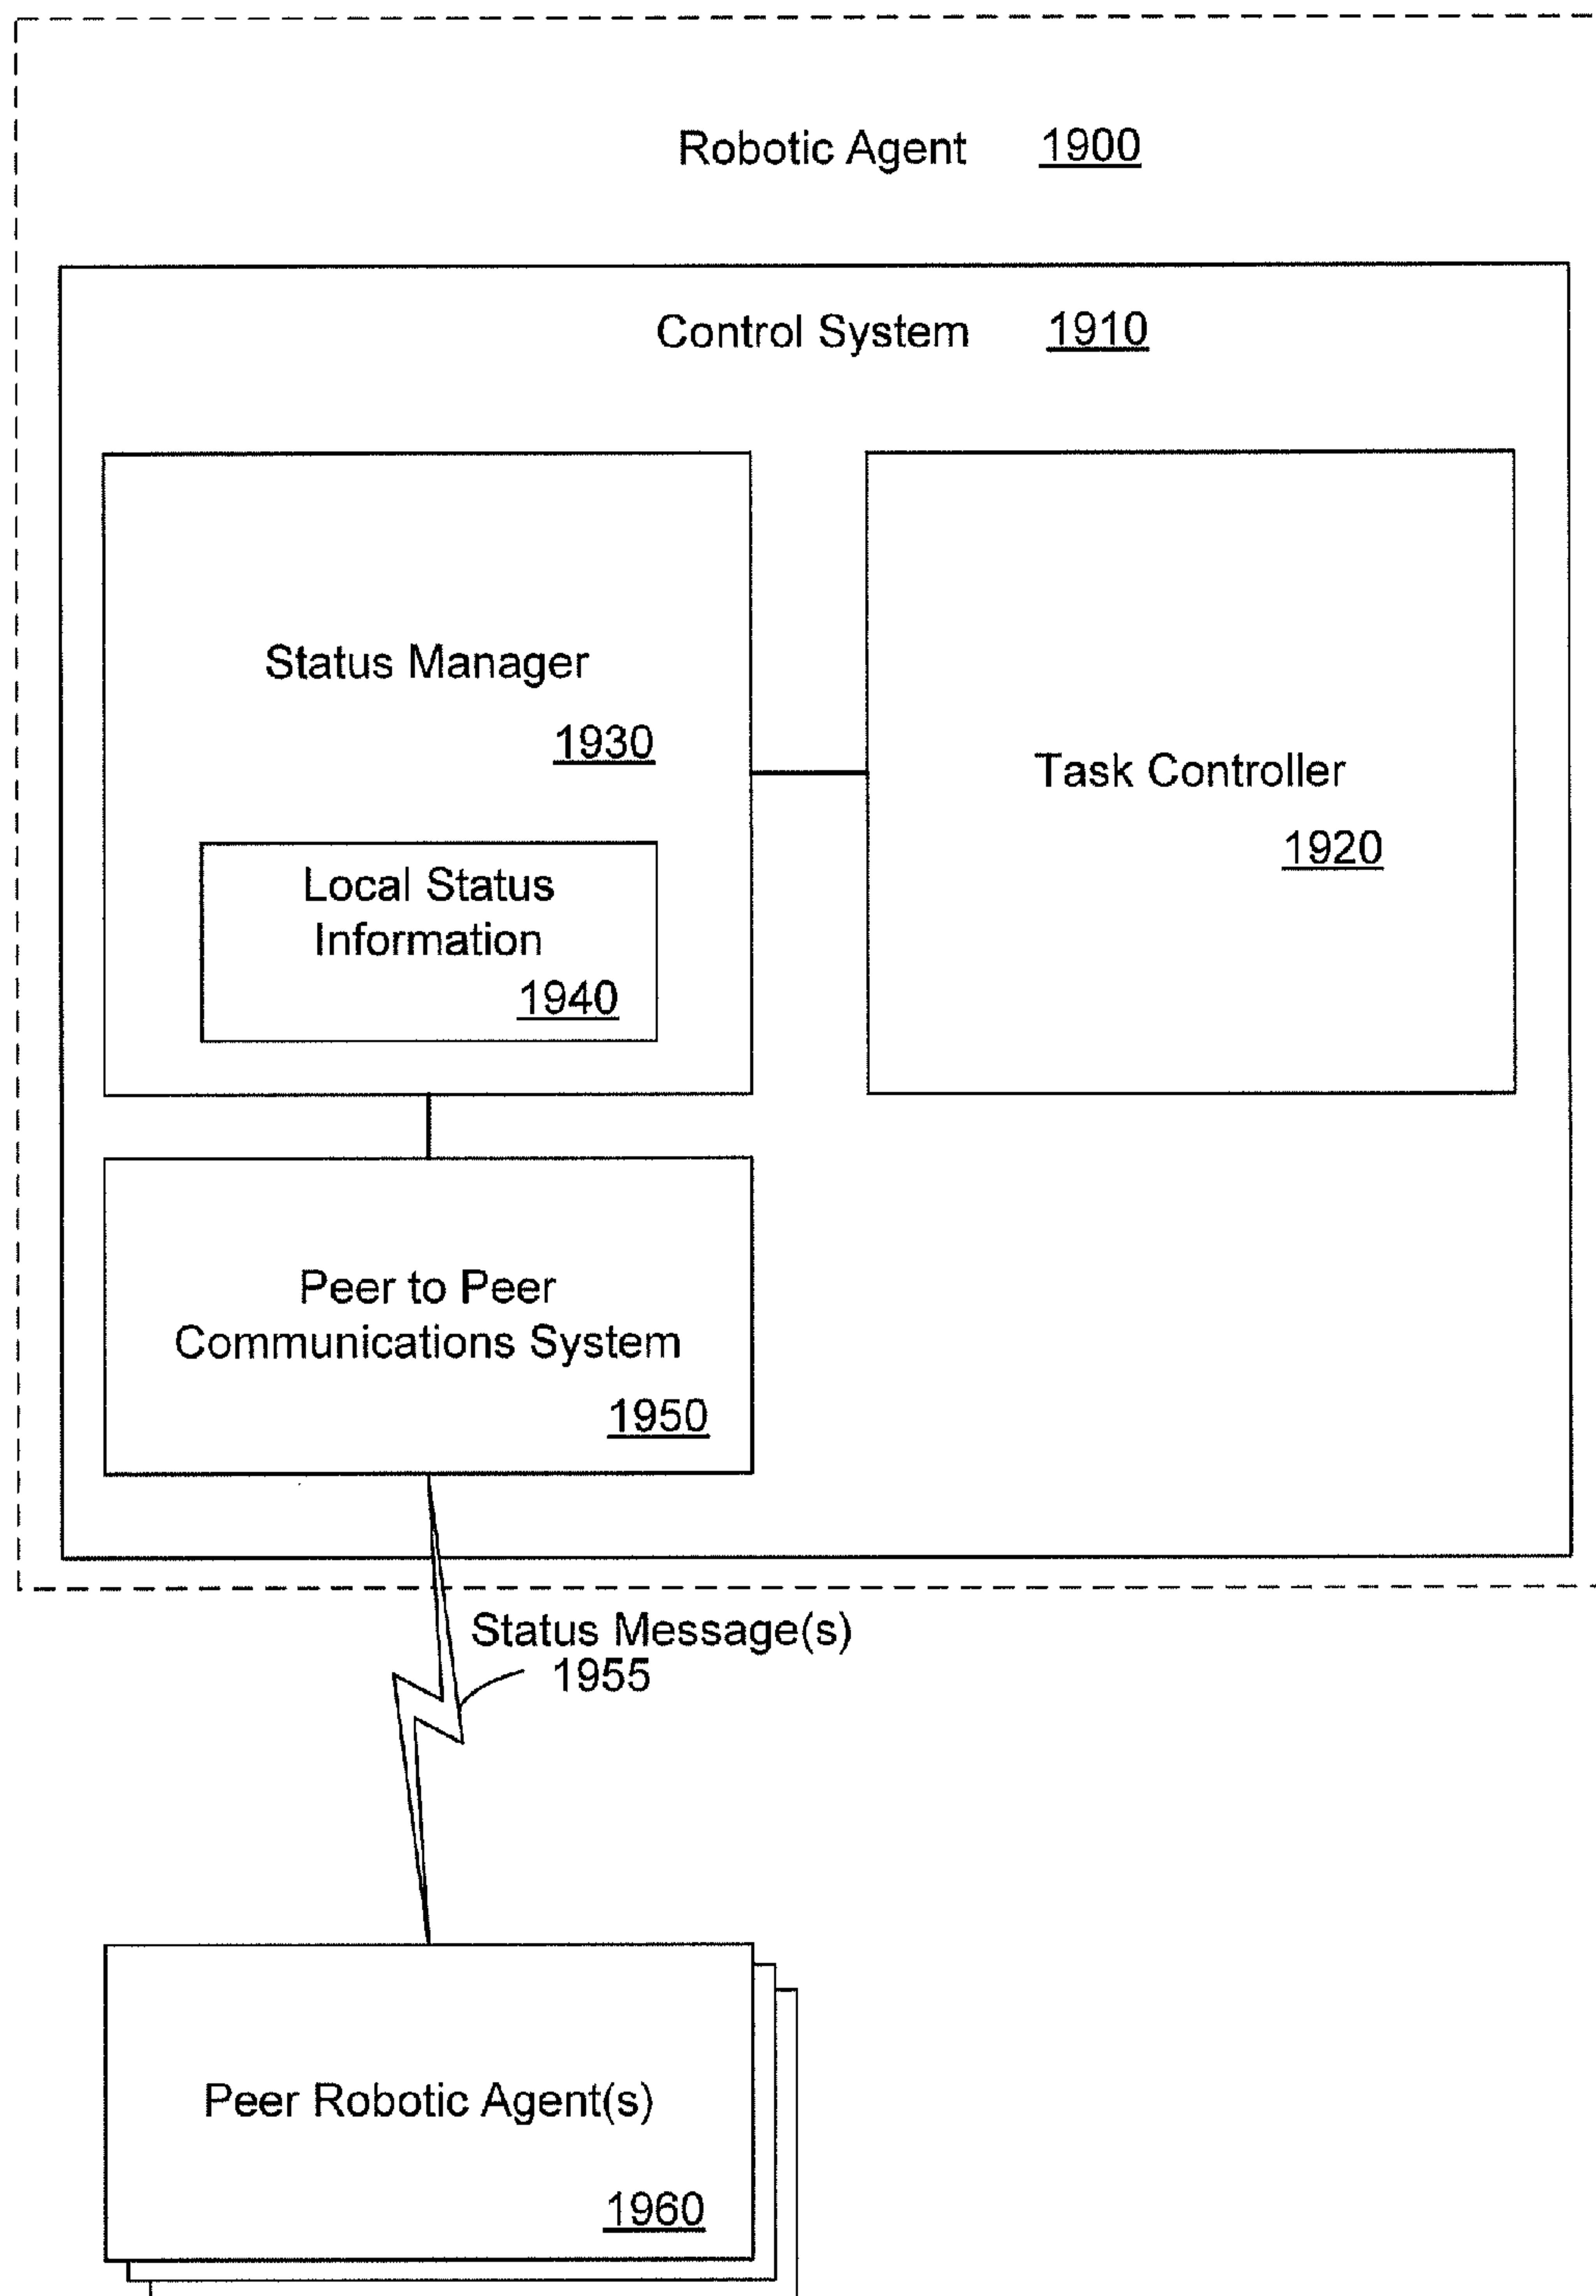 Robotic Agent 1900
Control System 1910
Status Manager
1930
Local Status
Information
1940
Task Controller
1920
Peer to Peer
Communications System
1950
Status Message(s)
1955
Peer Robotic Agent(s)
1960